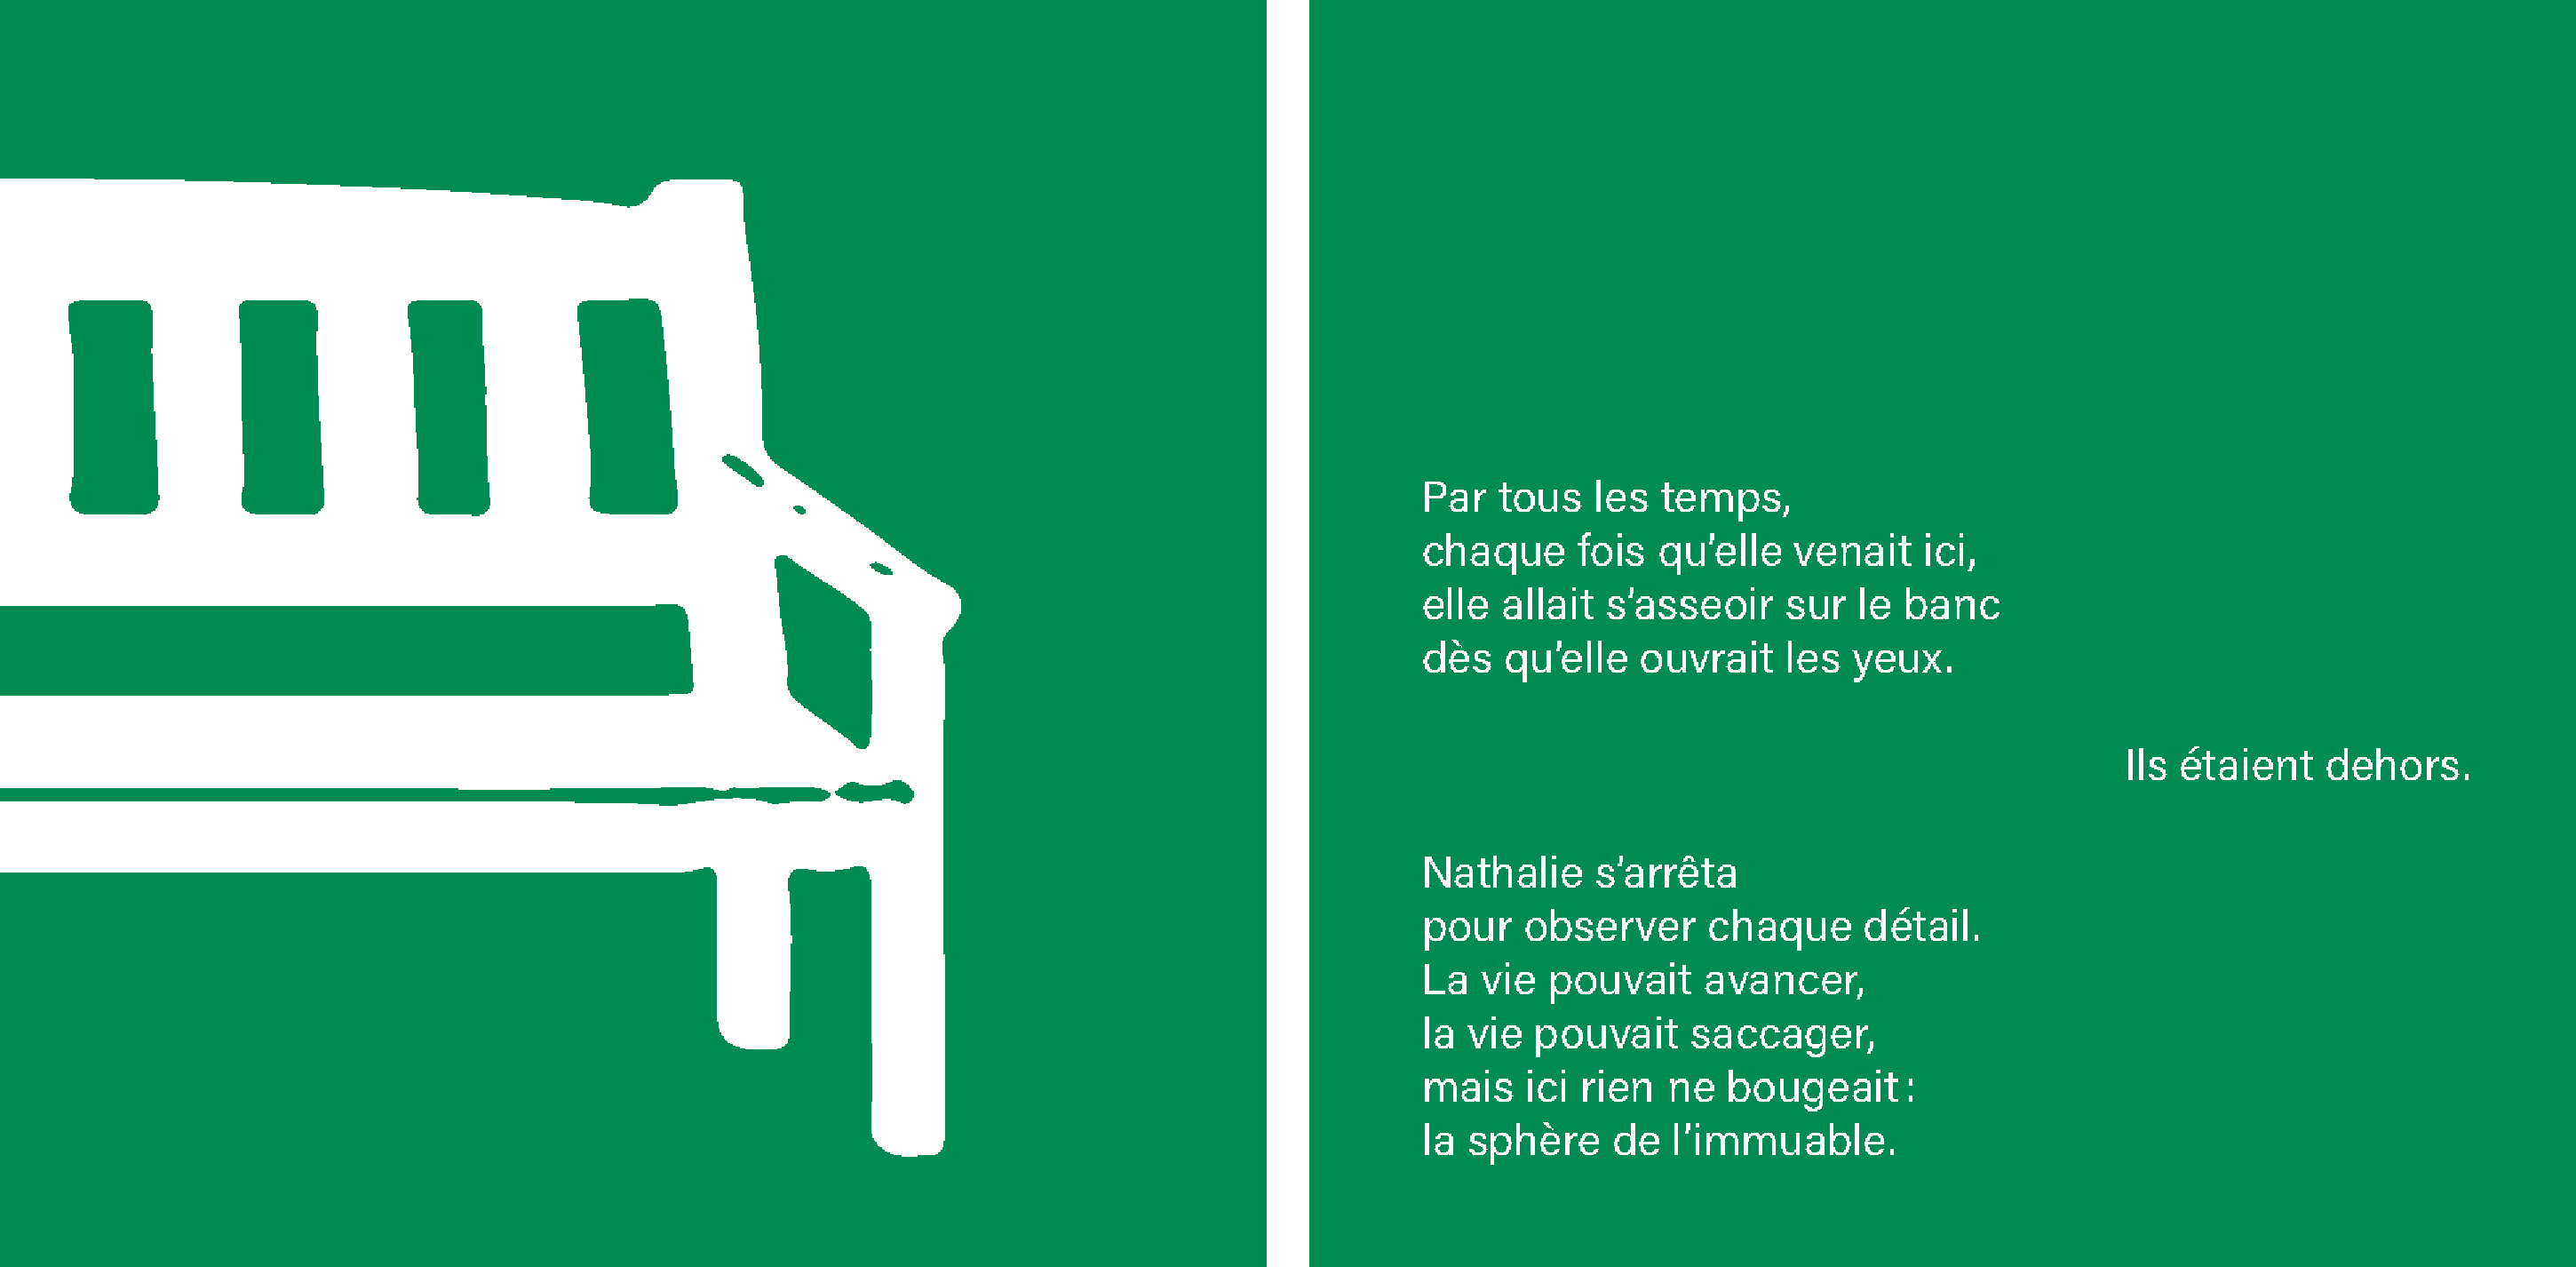 Par tous les temps,
chaque fois qu’elle venait ici,
elle allait s’asseoir sur le banc
dès qu’elle ouvrait les yeux.
Ils étaient dehors.
Nathalie s’arrêta
pour observer chaque détail.
La vie pouvait avancer,
la vie pouvait saccager,
mais ici rien ne bougeait :
la sphère de l’immuable.